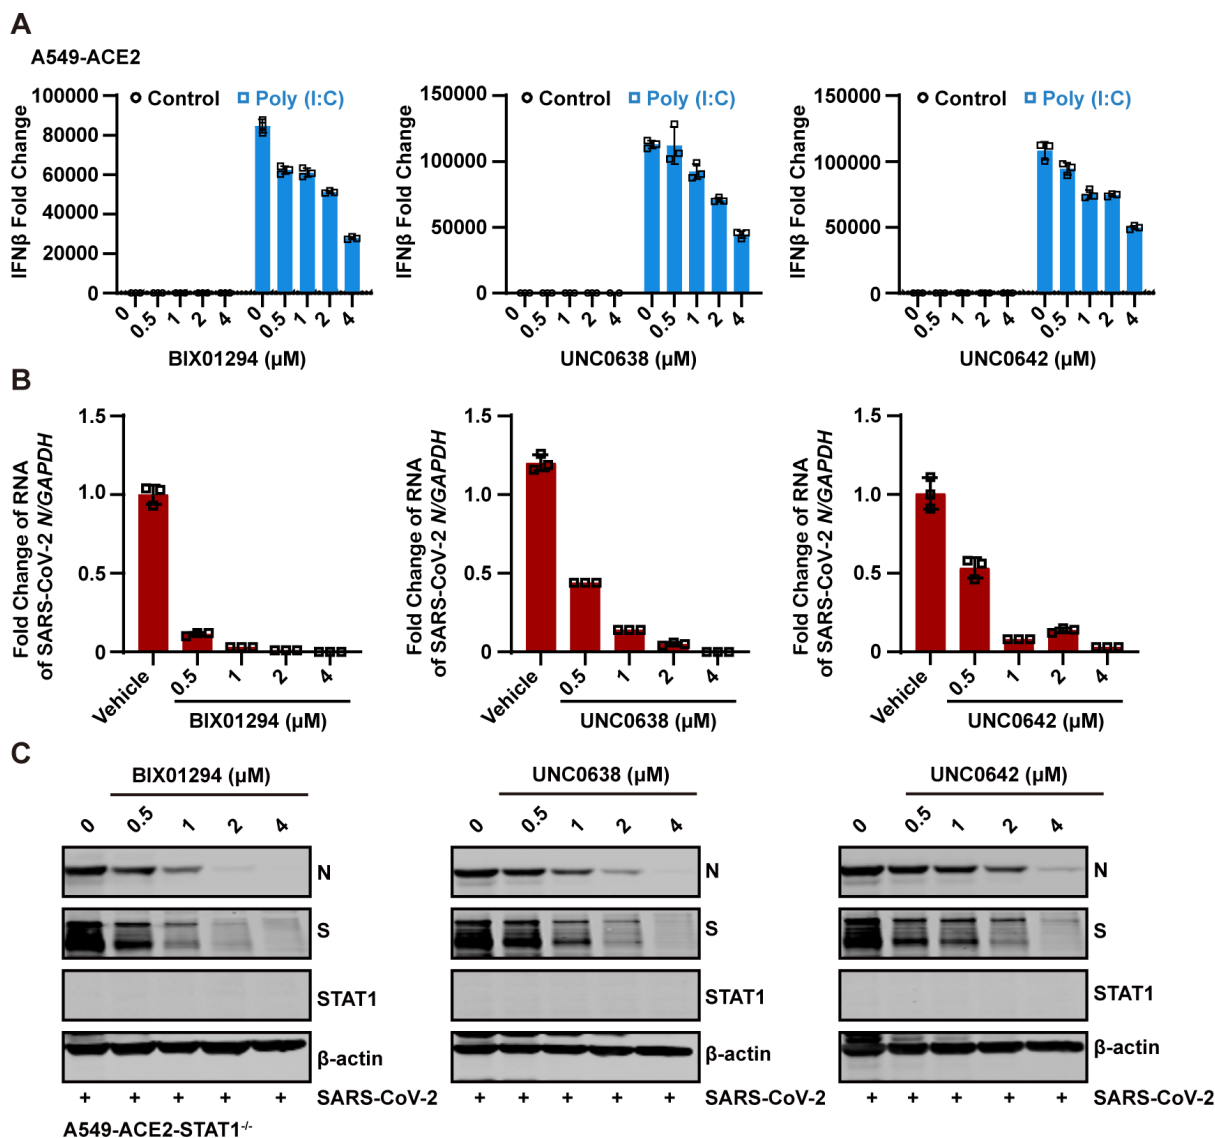 A
A549-ACE2
IFNβ Fold Change
100000
80000
60000
40000
20000
0
Control
Poly (I:C)
0 0.5 1 2 4 0 0.5 1 2 4
BIX01294 (μM)
IFNβ Fold Change
150000
100000
50000
0
Control
Poly (I:C)
0 0.5 1 2 4 0 0.5 1 2 4
UNC0638 (μM)
IFNβ Fold Change
150000
100000
50000
0
Control
Poly (I:C)
0 0.5 1 2 4 0 0.5 1 2 4
UNC0642 (μM)
B
Fold Change of RNA
of SARS-CoV-2 N/GAPDH
1.5
1.0
0.5
0
Vehicle 0.5 1 2 4
BIX01294 (μM)
Fold Change of RNA
of SARS-CoV-2 N/GAPDH
1.5
1.0
0.5
0
Vehicle 0.5 1 2 4
UNC0638 (μM)
Fold Change of RNA
of SARS-CoV-2 N/GAPDH
1.5
1.0
0.5
0
Vehicle 0.5 1 2 4
UNC0642 (μM)
C
BIX01294 (μM)
0 0.5 1 2 4
N
S
STAT1
β-actin
+ + + + + SARS-CoV-2
UNC0638 (μM)
0 0.5 1 2 4
N
S
STAT1
β-actin
+ + + + + SARS-CoV-2
UNC0642 (μM)
0 0.5 1 2 4
N
S
STAT1
β-actin
+ + + + + SARS-CoV-2
A549-ACE2-STAT1-/-